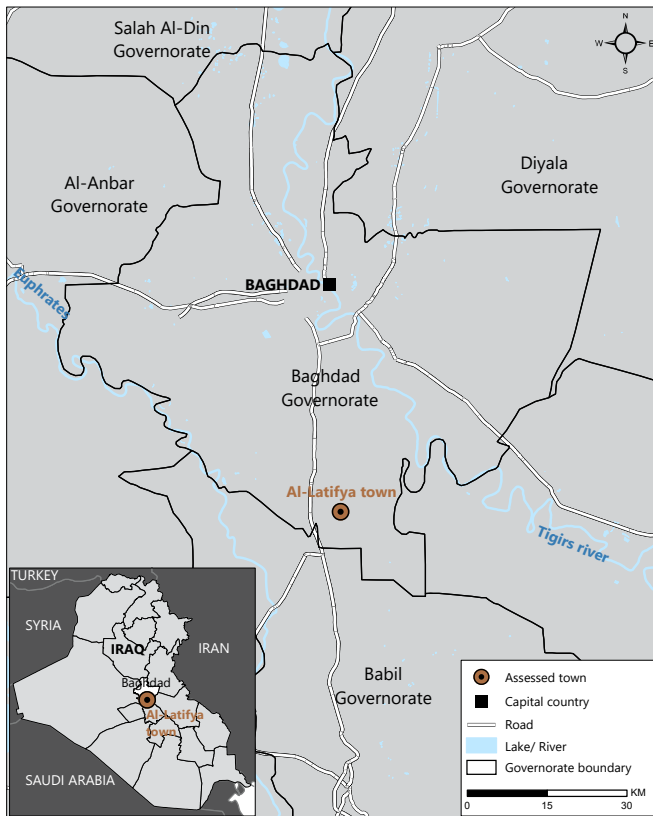 Salah Al-Din
Governorate
N
W
E
S
Al-Anbar
Governorate
Diyala
Governorate
BAGHDAD
Euphrates
Baghdad
Governorate
Al-Latifya town
Tigirs river
TURKEY
SYRIA
IRAQ
IRAN
Baghdad
Al-Latifya
town
SAUDI ARABIA
Babil
Governorate
Assessed town
Capital country
Road
Lake/ River
Governorate boundary
KM
0 15 30